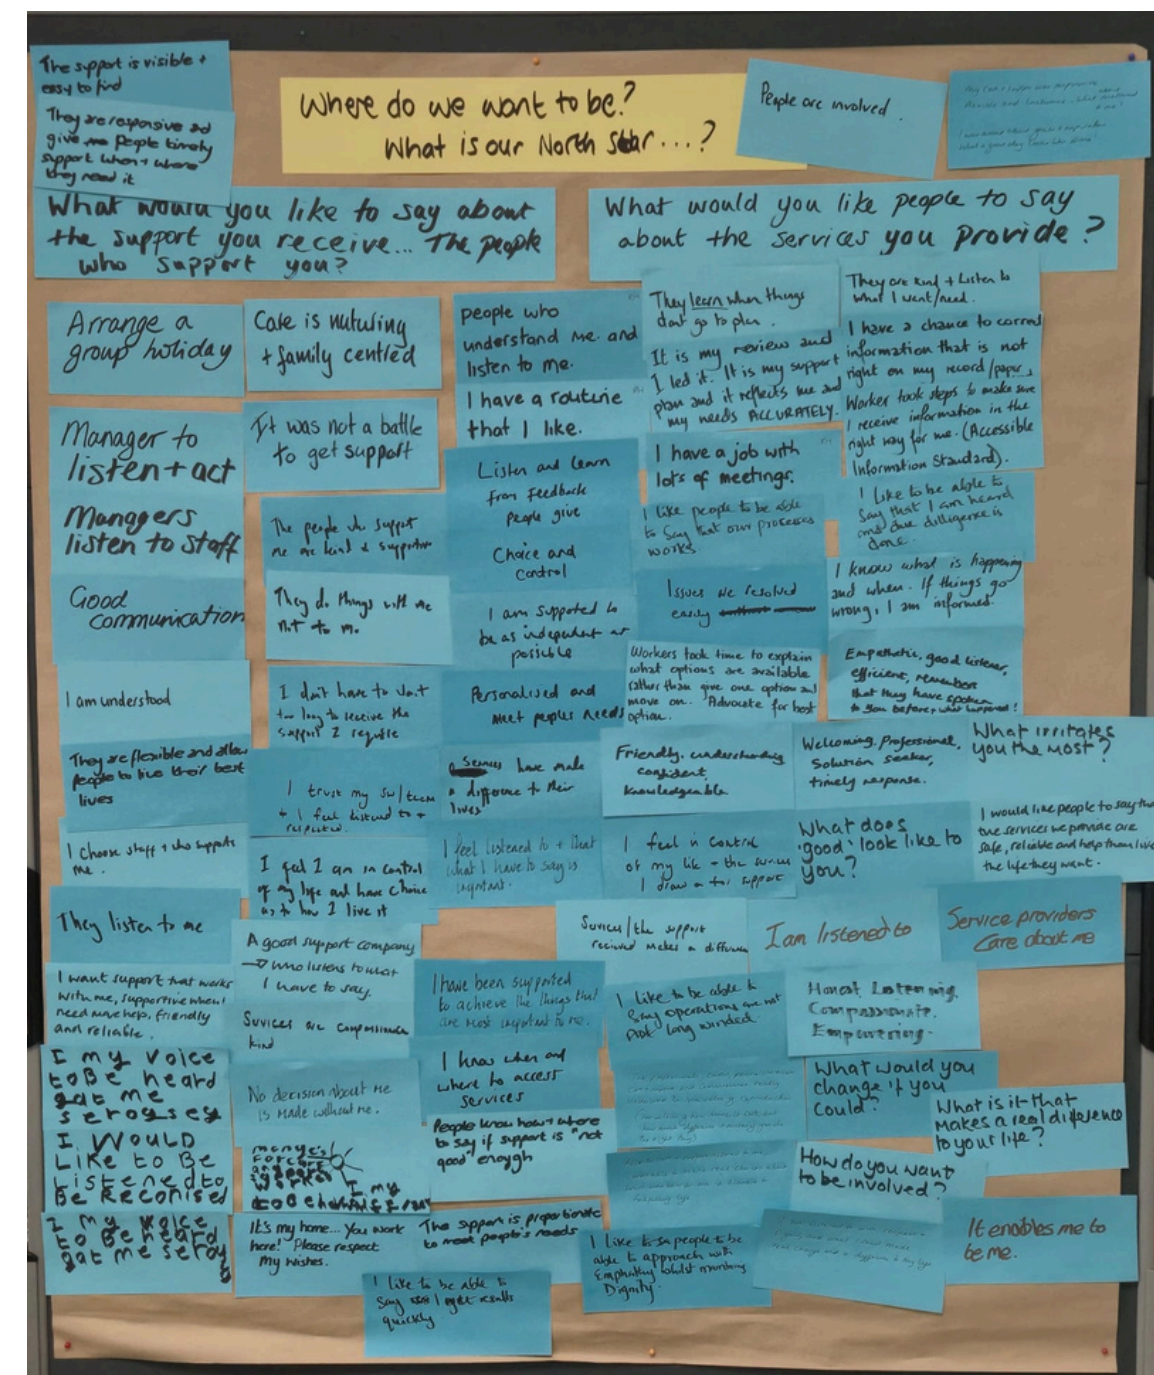 The support is visible +
easy to find
They are responsive and
give me people timely
support when + where
they need it
Where do we want to be?
What is our North Star...?
People are involved.
What would you like to say about
the support you receive... The people
who support you?
What would you like people to say
about the services you provide?
Arrange a
group holiday
Manager to
listen + act
Managers
listen to staff
Good
communication
I am understood
They are flexible and allow
people to live their best
lives
I choose staff + who supports
me.
They listen to me
I want support that works
with me, supportive when I
need more help, friendly
and reliable.
I my voice
toBe heard
gat me
serogsey
I would
Like to Be
Listenedto
Be Reconised
I my voice
to Be heard
gat me serogs
Care is nuturing
+ family centred
It was not a battle
to get support
The people who support
me are kind & supportive
They do things with me
not to me.
I don't have to wait
too long to receive the
support I require
I trust my SW/team
+ I feel listened to +
respected.
I feel I am in control
of my life and have choice
as to how I live it
A good support company
→ who listens to what
I have to say.
Services are compassionate
kind
No decision about me
is made without me.
It's my home... You work
here! Please respect
my wishes.
I like to be able to
say I get results
quickly
people who
understand me and
listen to me.
I have a routine
that I like.
Listen and learn
from feedback
people give
Choice and
control
I am supported to
be as independent as
possible
Personalised and
meet peoples needs
Services have made
a difference to their
lives
I feel listened to + that
what I have to say is
important.
I have been supported
to achieve the things that
are most important to me.
I know when and
where to access
services
People know how + where
to say if support is "not
good" enough
The support is proportionate
to meet people's needs
They learn when things
dont go to plan.
It is my review and
I led it. It is my support
plan and it reflects me and
my needs ACCURATELY.
I have a job with
lots of meetings.
I like people to be able
to say that our processes
works
Issues are resolved
easily
Workers took time to explain
what options are available
rather than give one option and
move on. Advocate for best
option.
Friendly, understanding
confident,
knowledgeable
I feel in control
of my life + the services
I draw on for support
Services/the support
recieved makes a difference
I like to be able to
say operations are not
long winded.
I like to sa people to be
able to approach with
Emphathy whilst maintaining
Dignity.
They are kind + Listen to
what I want/need.
I have a chance to correct
information that is not
right on my record/paper.
Worker took steps to make sure
I receive information in the
right way for me. (Accessible
Information Standard).
I like to be able to
say that I am heard
and due dilligence is
done.
I know what is happening
and when. If things go
wrong, I am informed.
Empathetic, good listener,
efficient, remembers
that they have spoken
to you before + what happened!
Welcoming. Professional,
Solution seeker,
timely response.
What irritates
you the most?
What does
'good' look like to
you?
I would like people to say that
the services we provide are
safe, reliable and help them live
the life they want.
I am listened to
Service providers
Care about me
Honest Listening.
Compassionate.
Empowering.
What would you
change if you
could?
What is it that
makes a real difference
to your life?
How do you want
to be involved?
It enables me to
be me.